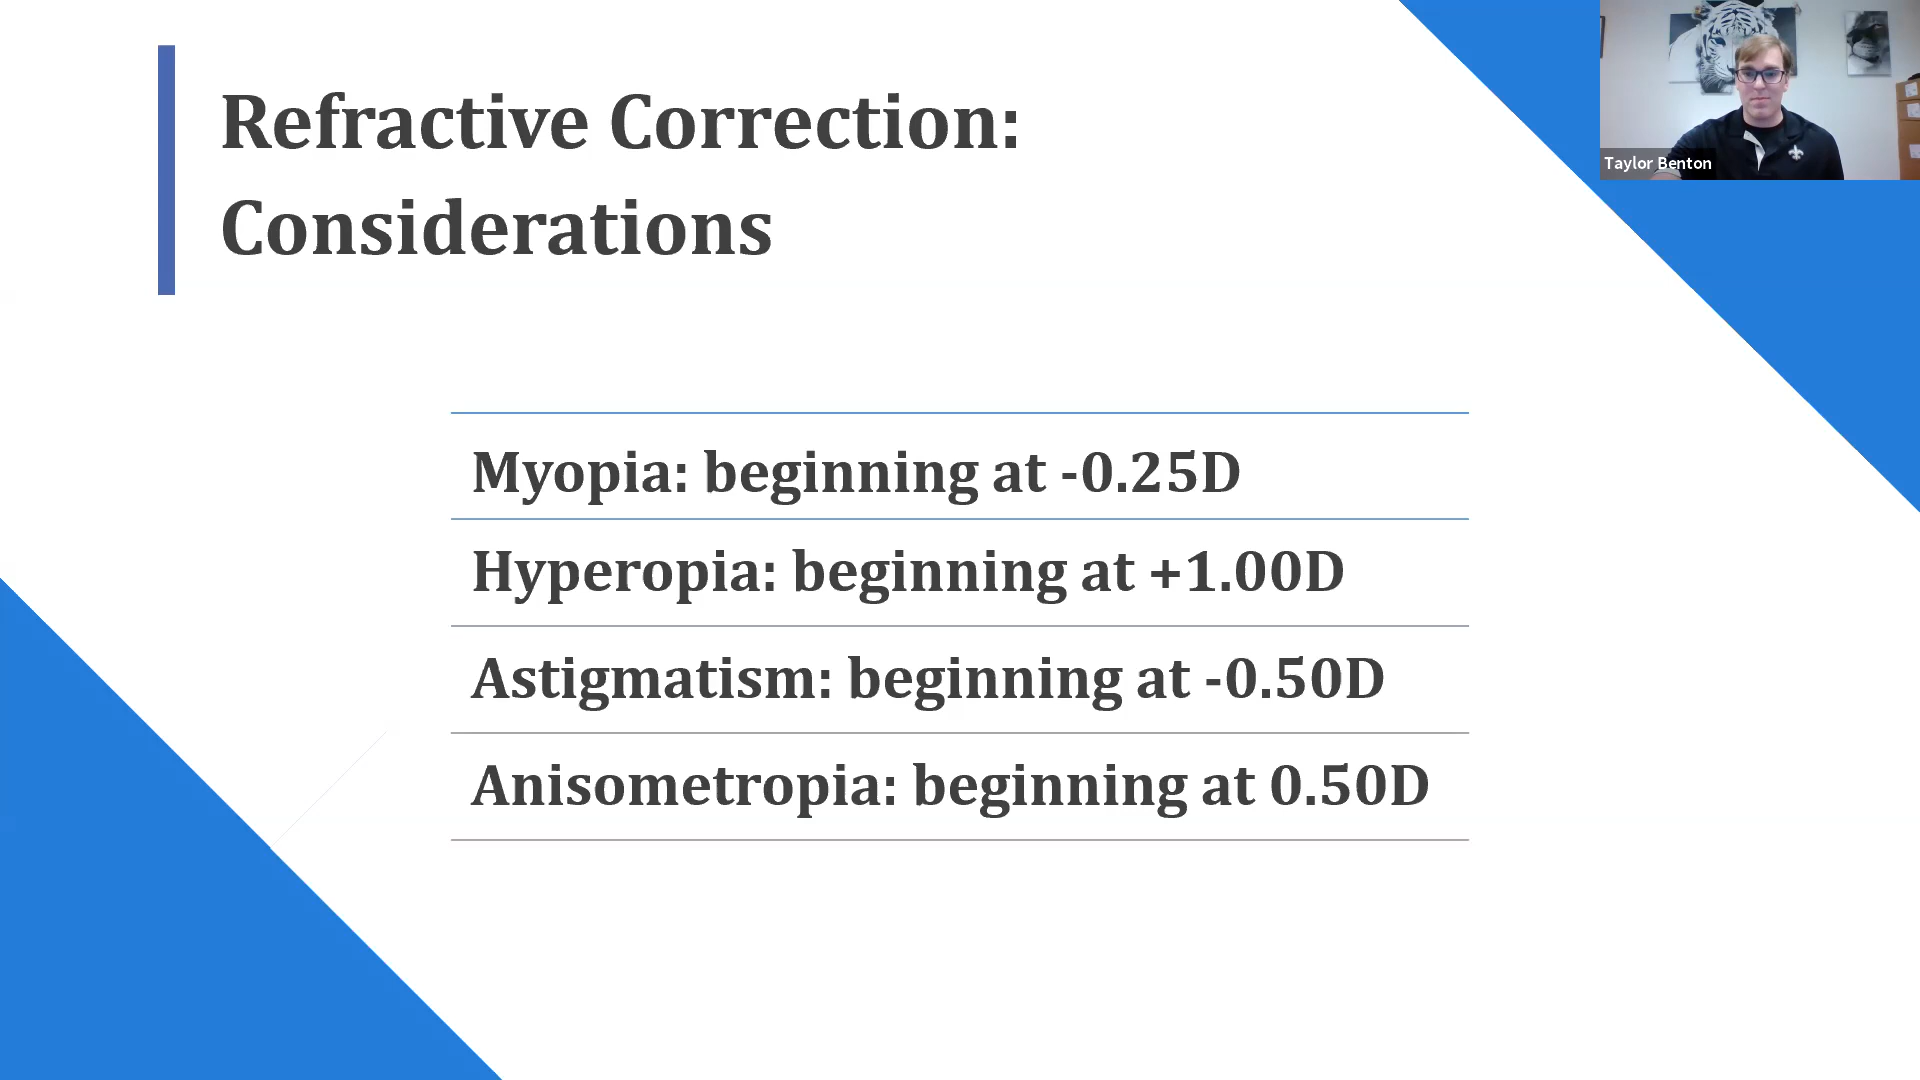 Refractive Correction:
Considerations
Taylor Benton
Myopia: beginning at -0.25D
Hyperopia: beginning at +1.00D
Astigmatism: beginning at -0.50D
Anisometropia: beginning at 0.50D